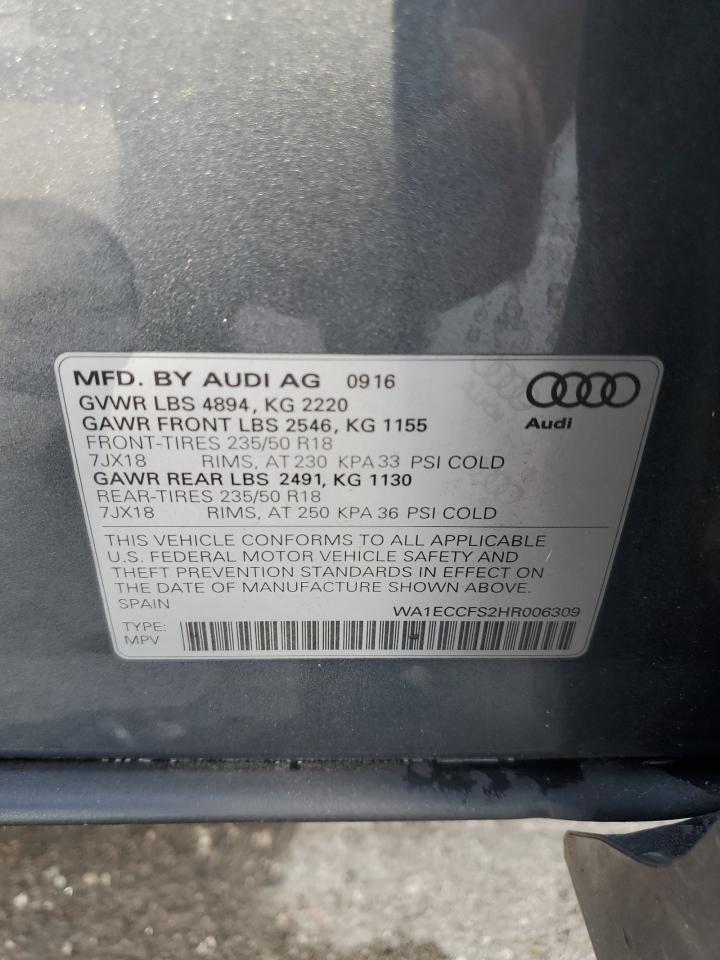 MFD. BY AUDI AG 0916
GVWR LBS 4894, KG 2220
GAWR FRONT LBS 2546, KG 1155
FRONT-TIRES 235/50 R18
7JX18 RIMS, AT 230 KPA 33 PSI COLD
GAWR REAR LBS 2491, KG 1130
REAR-TIRES 235/50 R18
7JX18 RIMS, AT 250 KPA 36 PSI COLD
Audi
THIS VEHICLE CONFORMS TO ALL APPLICABLE
U.S. FEDERAL MOTOR VEHICLE SAFETY AND
THEFT PREVENTION STANDARDS IN EFFECT ON
THE DATE OF MANUFACTURE SHOWN ABOVE.
SPAIN WA1ECCFS2HR006309
TYPE:
MPV